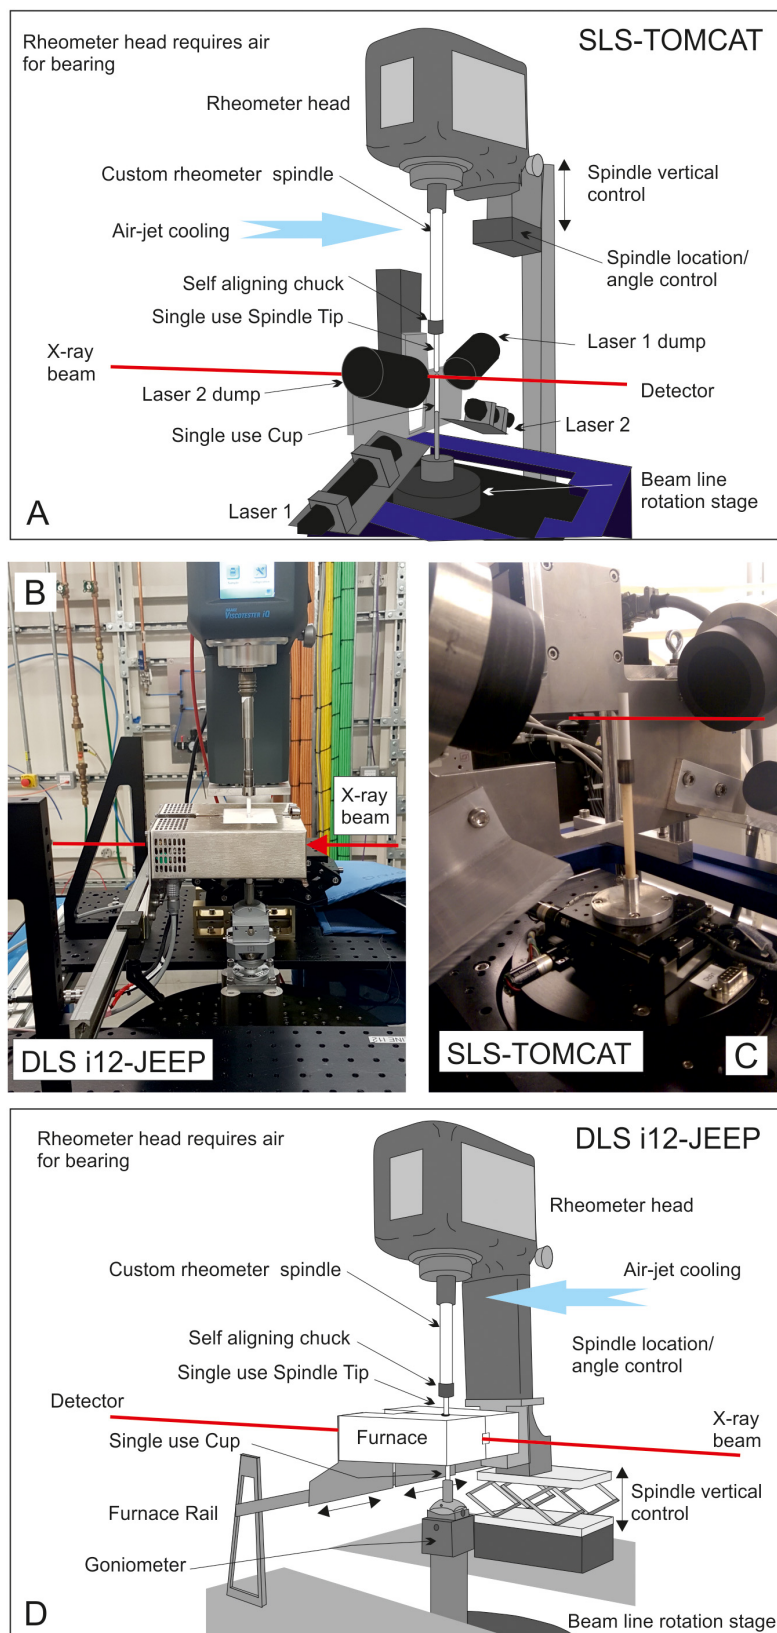 Rheometer head requires air
for bearing
SLS-TOMCAT
Rheometer head
Custom rheometer spindle
Spindle vertical
control
Air-jet cooling
Spindle location/
angle control
Self aligning chuck
Single use Spindle Tip
Laser 1 dump
X-ray
beam
Laser 2 dump
Detector
Single use Cup
Laser 2
Beam line
rotation stage
Laser 1
A
B
VISCOTESTER iQ
X-ray
beam
DLS i12-JEEP
SLS-TOMCAT
C
Rheometer head requires air
for bearing
DLS i12-JEEP
Rheometer head
Custom rheometer spindle
Air-jet cooling
Self aligning chuck
Spindle location/
angle control
Single use Spindle Tip
Detector
X-ray
beam
Single use Cup
Furnace
Furnace Rail
Spindle vertical
control
Goniometer
D
Beam line rotation stage